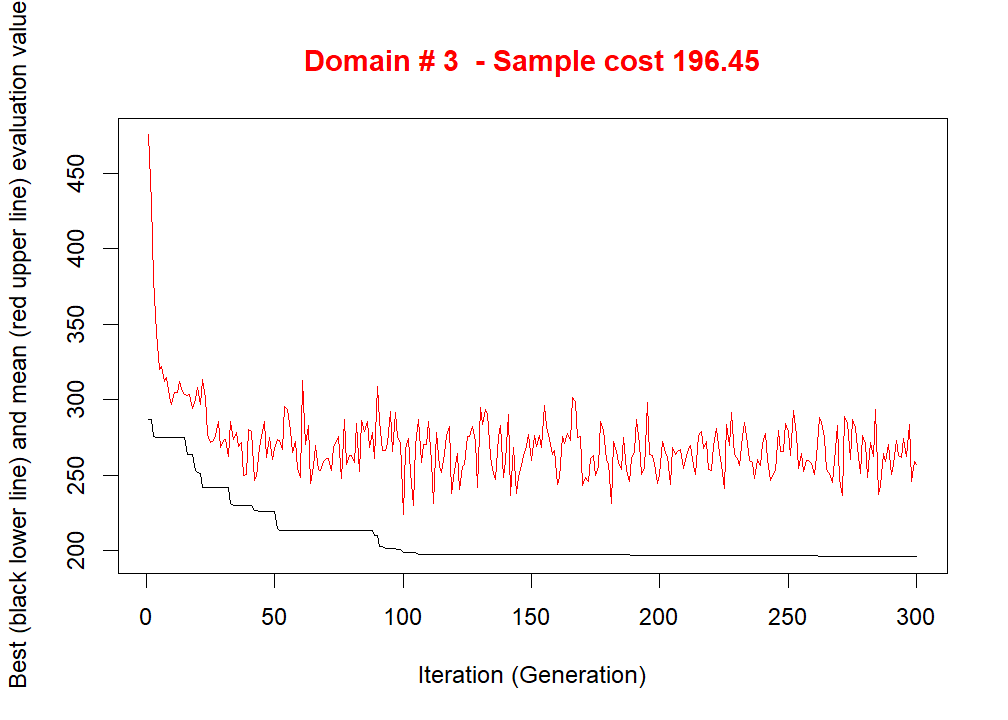 Domain # 3  - Sample cost 196.45
Best (black lower line) and mean (red upper line) evaluation value
450
400
350
300
250
200
0 50 100 150 200 250 300
Iteration (Generation)